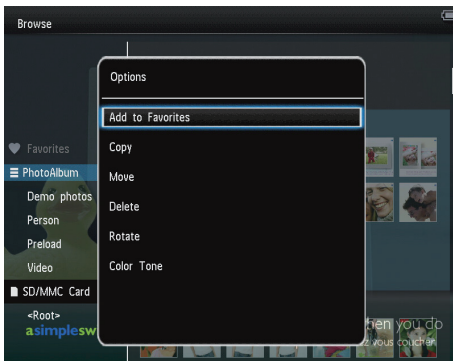 Browse
Options
Add to Favorites
Copy
Move
Delete
Rotate
Color Tone
Favorites
PhotoAlbum
Demo photos
Person
Preload
Video
SD/MMC Card
<Root>
asimplesw
hen you do
z vous coucher